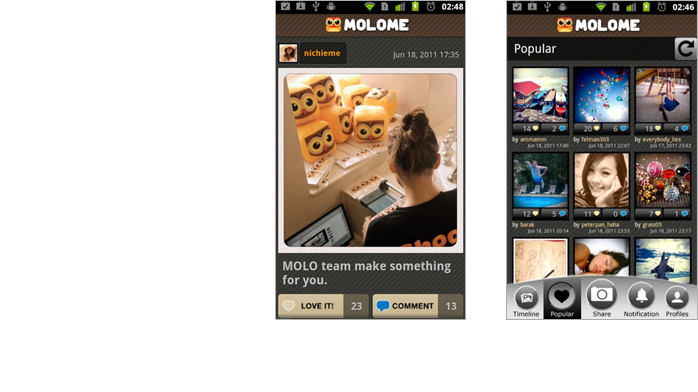 02:48
MOLOME
nichieme
Jun 18, 2011 17:35
MOLO team make something
for you.
LOVE IT!
23
COMMENT
13
02:46
MOLOME
Popular
14
2
20
6
18
4
by ammamm
Jun 18, 2011 17:40
by felman303
Jun 18, 2011 22:07
by everybody_lies
Jun 17, 2011 23:43
12
5
11
0
7
1
by barak
Jun 18, 2011 20:14
by peterpan_haha
Jun 18, 2011 23:53
by grass05
Jun 18, 2011 23:17
Timeline
Popular
Share
Notification
Profiles